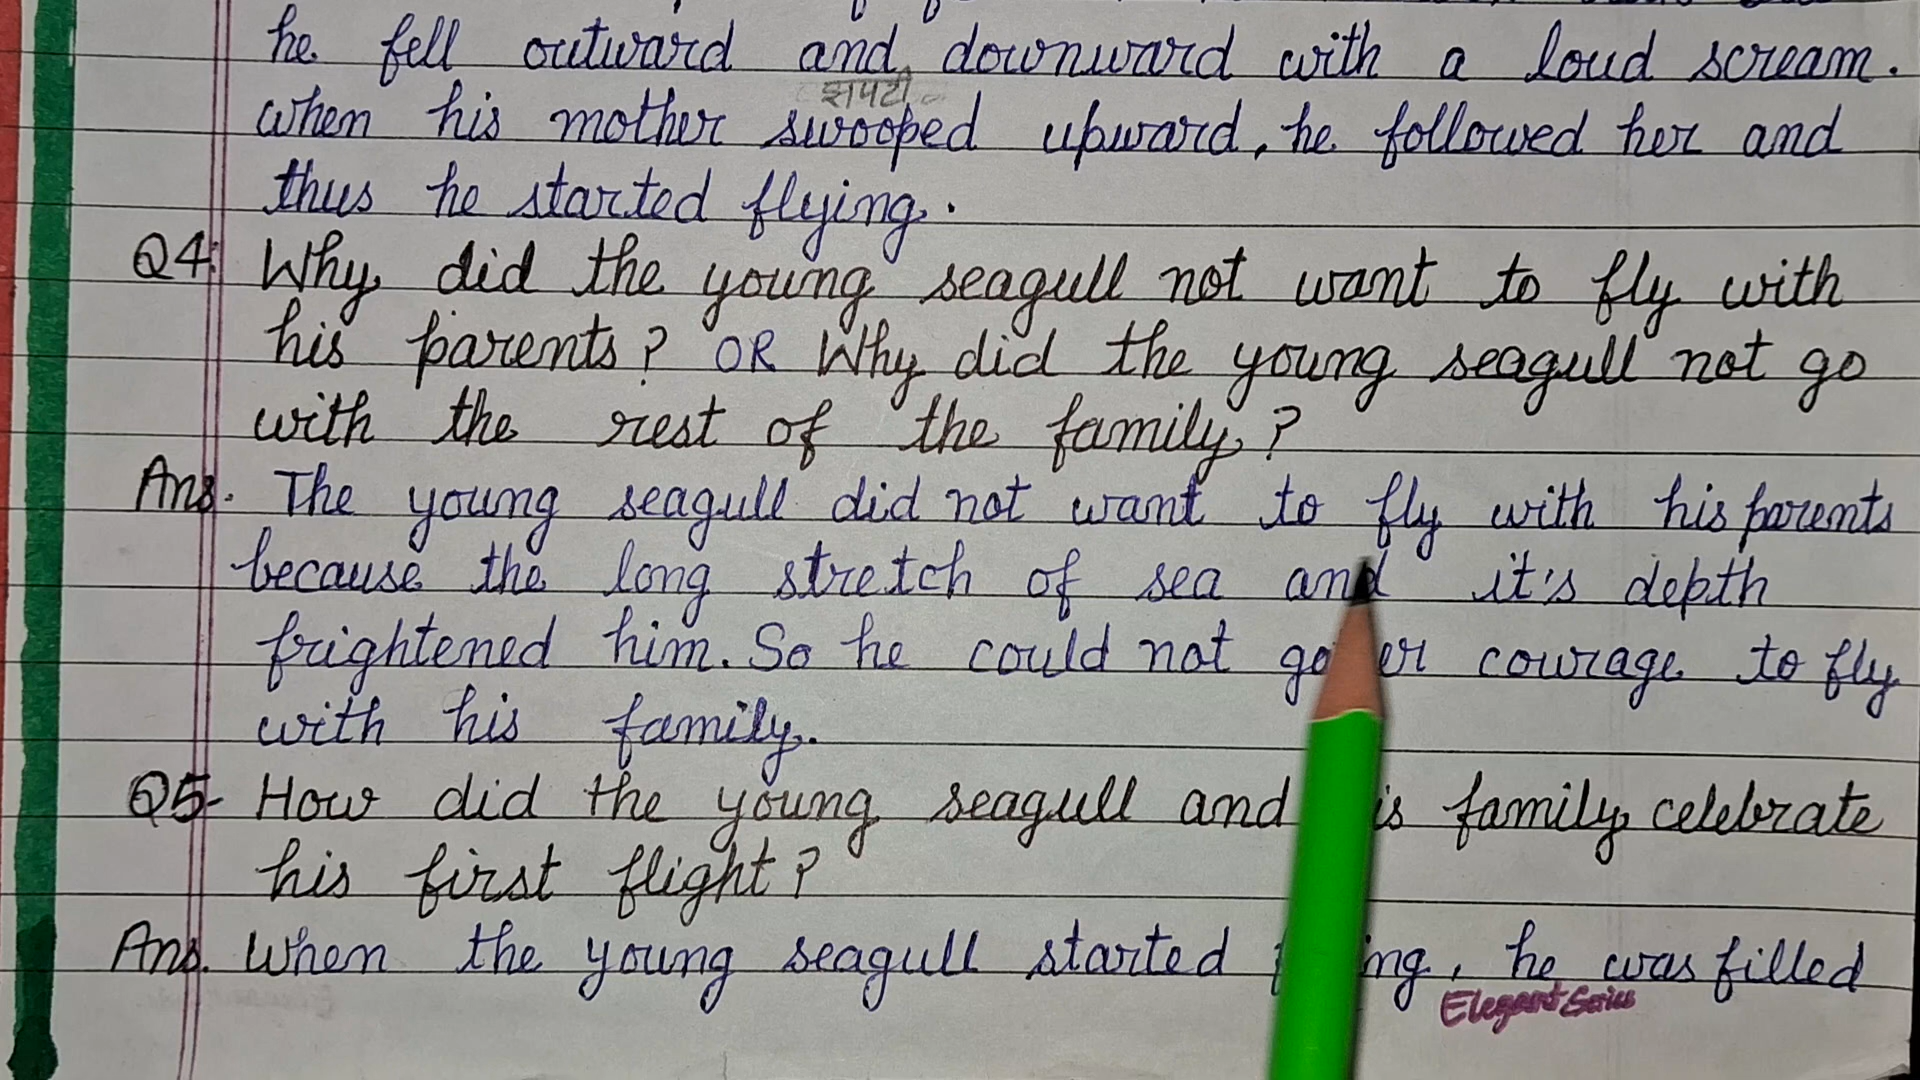 he fell outward and downward with a loud scream.
झपटी
when his mother swooped upward, he followed her and
thus he started flying.
Q4: Why did the young seagull not want to fly with
his parents? OR Why did the young seagull not go
with the rest of the family?
Ans. The young seagull did not want to fly with his parents
because the long stretch of sea and it's depth
frightened him. So he could not courage to fly
with his family.
Q5- How did the young seagull and family celebrate
his first flight?
Ans. When the young seagull started he was filled
Elegant Series